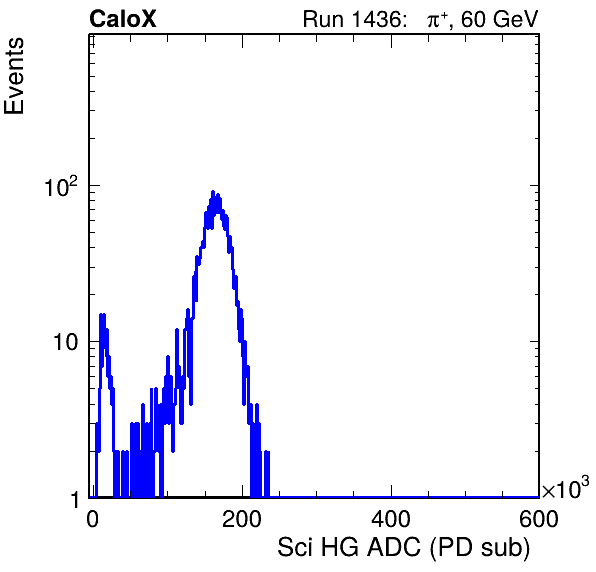 CaloX Run 1436: π⁺, 60 GeV
Events
10²
10
1
0 200 400 600
×10³
Sci HG ADC (PD sub)